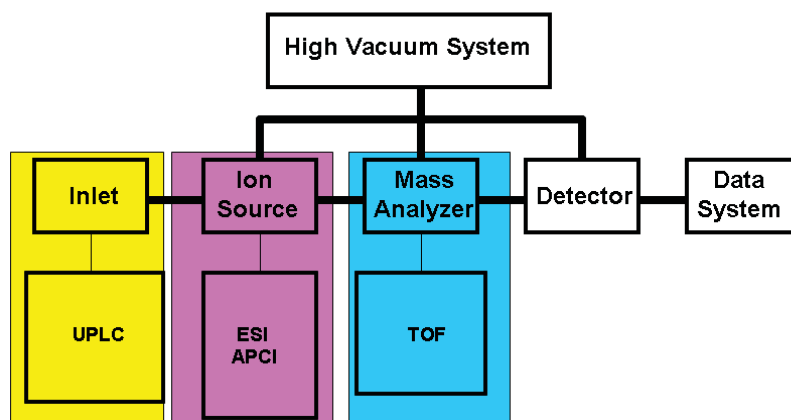 High Vacuum System
Inlet
Ion
Source
Mass
Analyzer
Detector
Data
System
UPLC
ESI
APCI
TOF